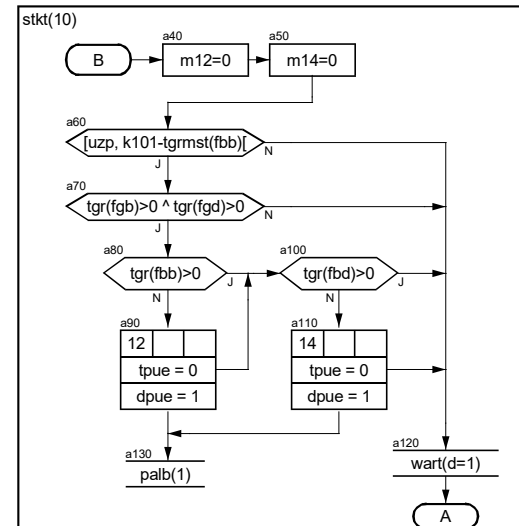 stkt(10)
a40
a50
B
m12=0
m14=0
a60
[uzp, k101-tgrmst(fbb)[
N
J
a70
tgr(fgb)>0 ^ tgr(fgd)>0
N
J
a80
a100
tgr(fbb)>0
J
tgr(fbd)>0
J
N
N
a90
a110
12
14
tpue = 0
tpue = 0
dpue = 1
dpue = 1
a130
a120
palb(1)
wart(d=1)
A